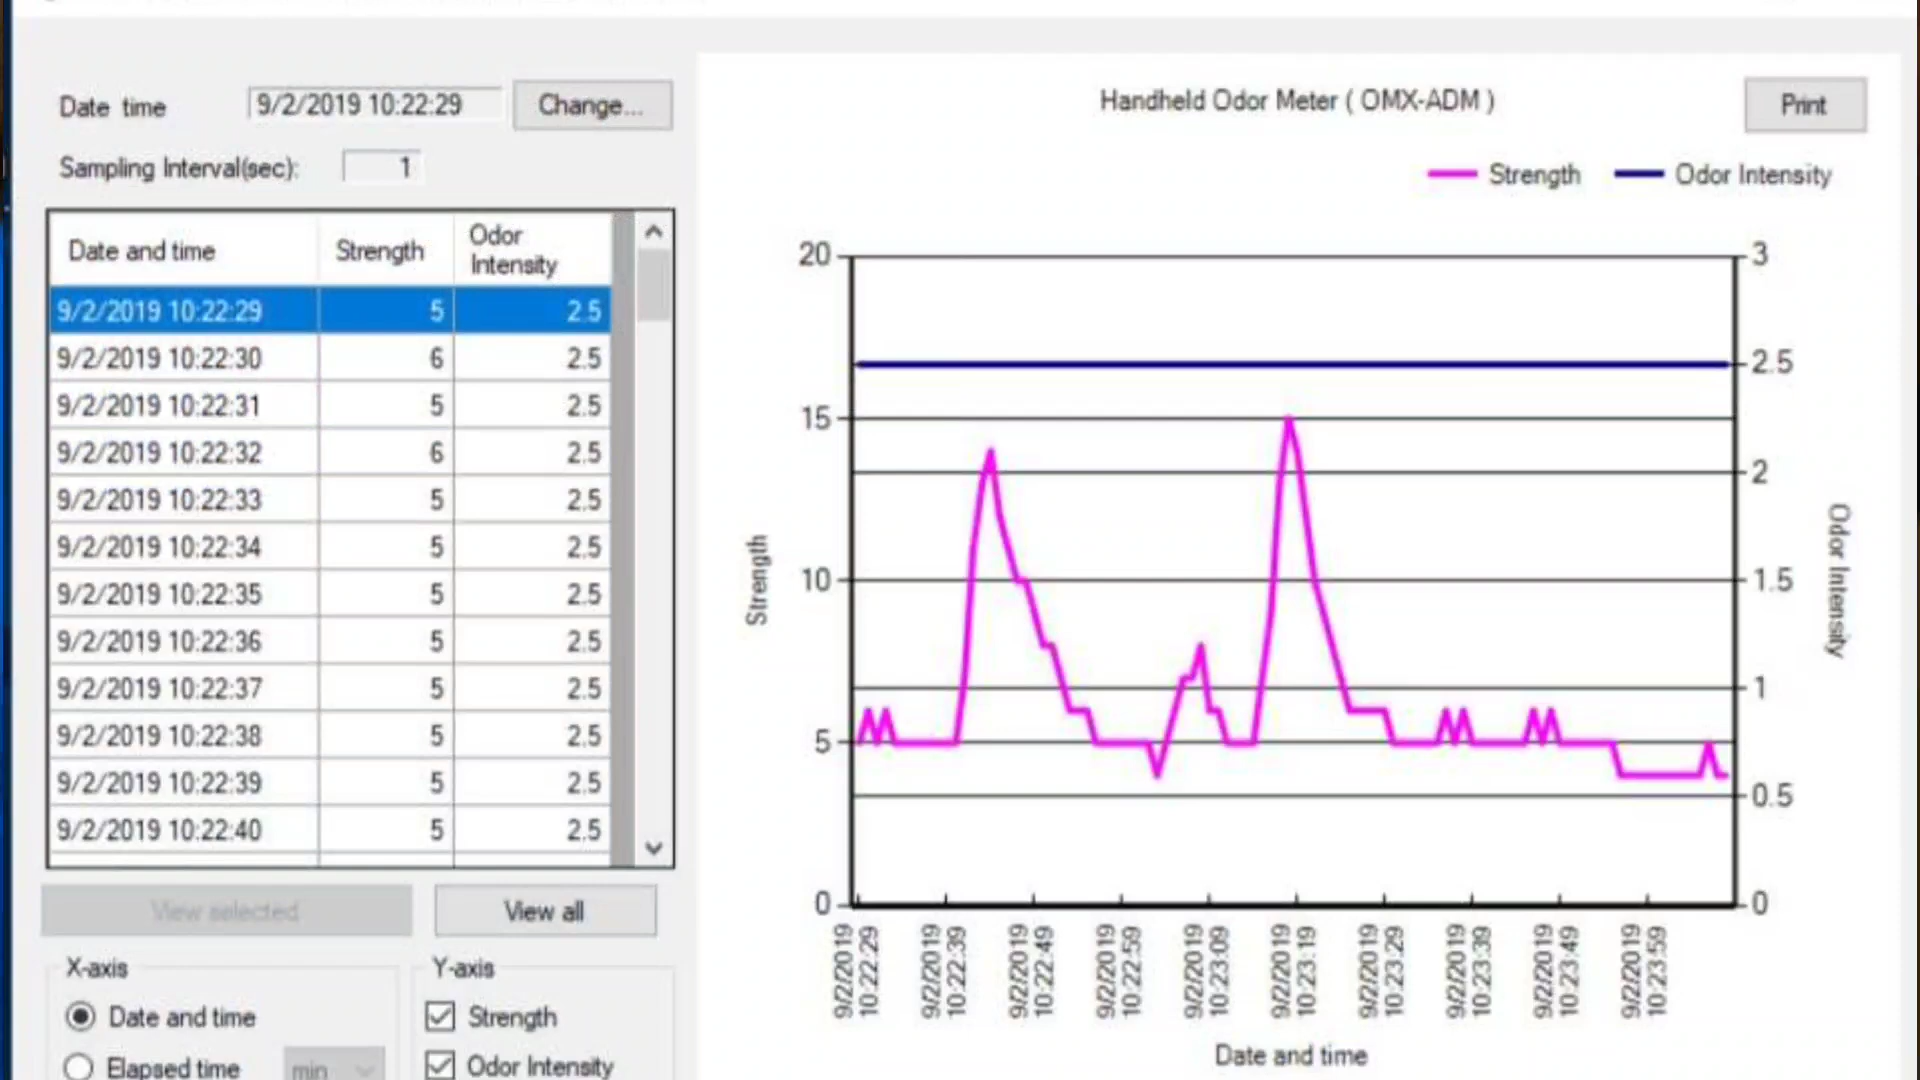 Date time 9/2/2019 10:22:29 Change...
Sampling Interval(sec): 1
Date and time Strength Odor Intensity
9/2/2019 10:22:29 5 2.5
9/2/2019 10:22:30 6 2.5
9/2/2019 10:22:31 5 2.5
9/2/2019 10:22:32 6 2.5
9/2/2019 10:22:33 5 2.5
9/2/2019 10:22:34 5 2.5
9/2/2019 10:22:35 5 2.5
9/2/2019 10:22:36 5 2.5
9/2/2019 10:22:37 5 2.5
9/2/2019 10:22:38 5 2.5
9/2/2019 10:22:39 5 2.5
9/2/2019 10:22:40 5 2.5
View selected View all
X-axis
Date and time
Elapsed time min
Y-axis
Strength
Odor Intensity
Handheld Odor Meter ( OMX-ADM )
Print
Strength Odor Intensity
20
15
10
5
0
Strength
3
2.5
2
1.5
1
0.5
0
Odor Intensity
9/2/2019 10:22:29
9/2/2019 10:22:39
9/2/2019 10:22:49
9/2/2019 10:22:59
9/2/2019 10:23:09
9/2/2019 10:23:19
9/2/2019 10:23:29
9/2/2019 10:23:39
9/2/2019 10:23:49
9/2/2019 10:23:59
Date and time